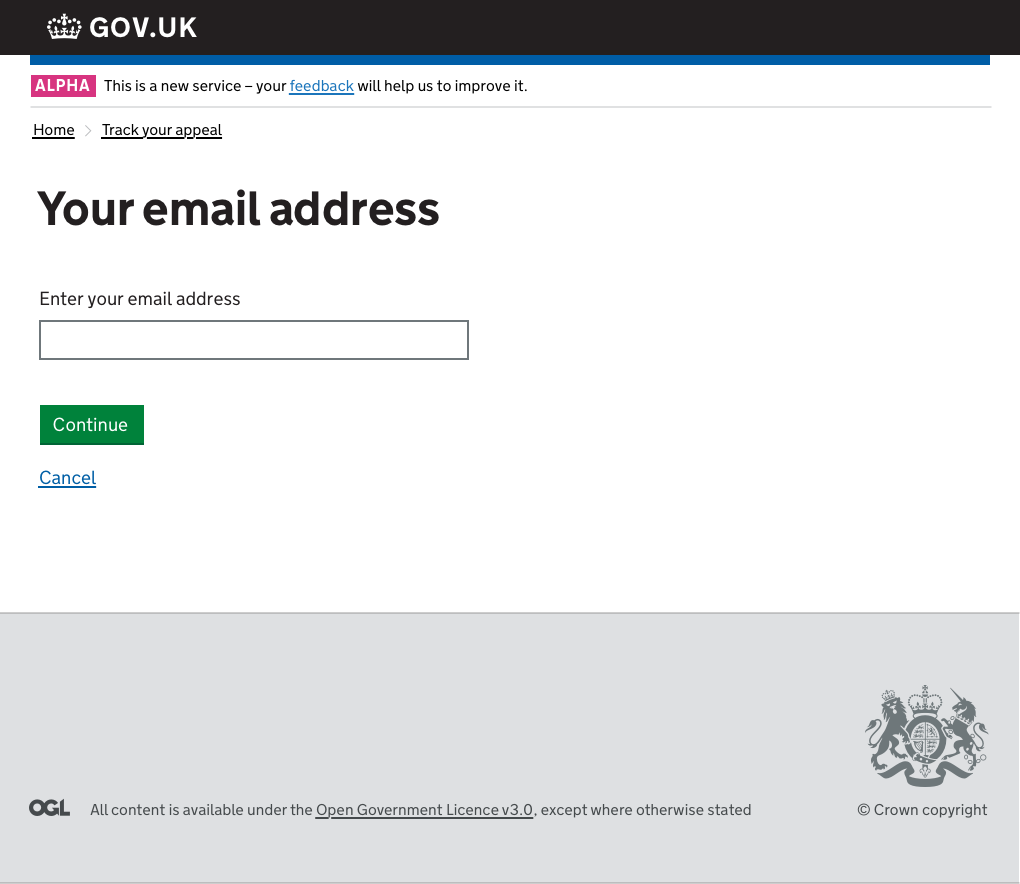 GOV.UK
ALPHA This is a new service – your feedback will help us to improve it.
Home > Track your appeal
Your email address
Enter your email address
Continue
Cancel
OGL All content is available under the Open Government Licence v3.0, except where otherwise stated
© Crown copyright